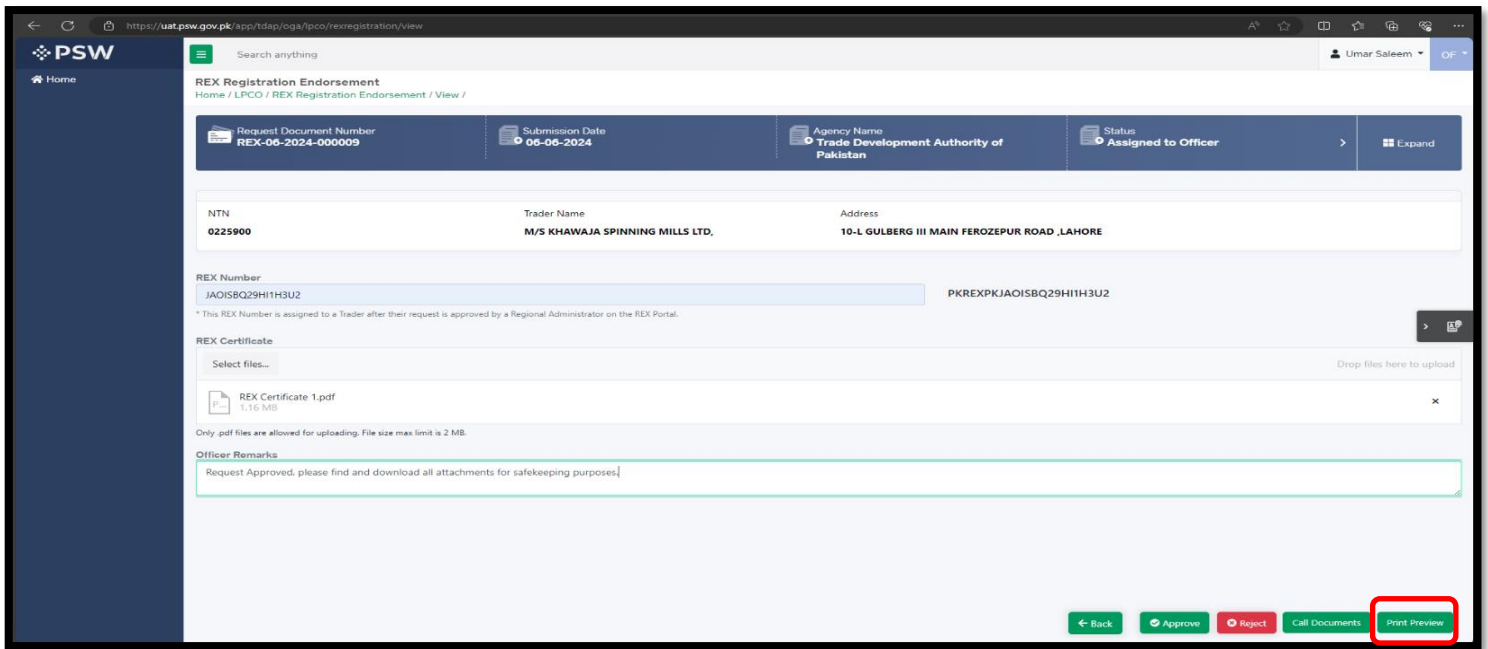 https://uat.psw.gov.pk/app/tdap/oga/lpco/rexregistration/view
PSW
Search anything
Umar Saleem
OF
Home
REX Registration Endorsement
Home / LPCO / REX Registration Endorsement / View /
Request Document Number
REX-06-2024-000009
Submission Date
06-06-2024
Agency Name
Trade Development Authority of
Pakistan
Status
Assigned to Officer
Expand
NTN
Trader Name
Address
0225900
M/S KHAWAJA SPINNING MILLS LTD,
10-L GULBERG III MAIN FEROZEPUR ROAD ,LAHORE
REX Number
JAOISBQ29HI1H3U2
PKREXPKJAOISBQ29HI1H3U2
* This REX Number is assigned to a Trader after their request is approved by a Regional Administrator on the REX Portal.
REX Certificate
Select files...
Drop files here to upload
REX Certificate 1.pdf
P...
1.16 MB
Only .pdf files are allowed for uploading. File size max limit is 2 MB.
Officer Remarks
Request Approved, please find and download all attachments for safekeeping purposes.
Back
Approve
Reject
Call Documents
Print Preview